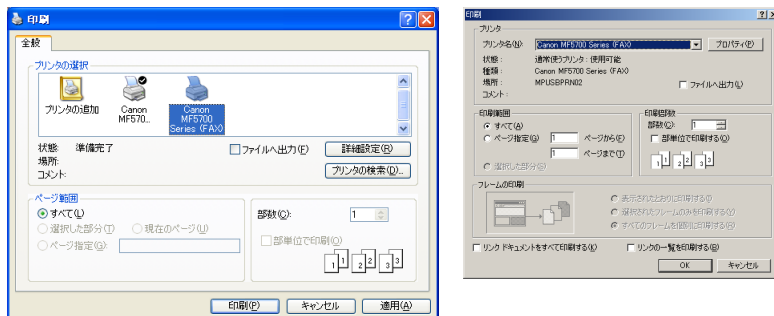 印刷
全般
プリンタの選択
プリンタの追加
Canon
MF570...
Canon
MF5700
Series (FAX)
状態: 準備完了
場所:
コメント:
ファイルへ出力(F)
詳細設定(R)
プリンタの検索(D)...
ページ範囲
すべて(L)
選択した部分(T)
現在のページ(U)
ページ指定(G):
部数(C): 1
部単位で印刷(O)
1 1 2 2 3 3
印刷(P)
キャンセル
適用(A)
印刷
プリンタ
プリンタ名(N): Canon MF5700 Series (FAX)
プロパティ(P)
状態: 通常使うプリンタ : 使用可能
種類: Canon MF5700 Series (FAX)
場所: MPUSBPRN02
コメント:
ファイルへ出力(L)
印刷範囲
すべて(A)
ページ指定(G) 1 ページから(F)
1 ページまで(T)
選択した部分(S)
印刷部数
部数(C): 1
部単位で印刷する(O)
1 1 2 2 3 3
フレームの印刷
表示されたとおりに印刷する(I)
選択されたフレームのみを印刷する(V)
すべてのフレームを個別に印刷する(R)
リンク ドキュメントをすべて印刷する(K)
リンクの一覧を印刷する(B)
OK
キャンセル